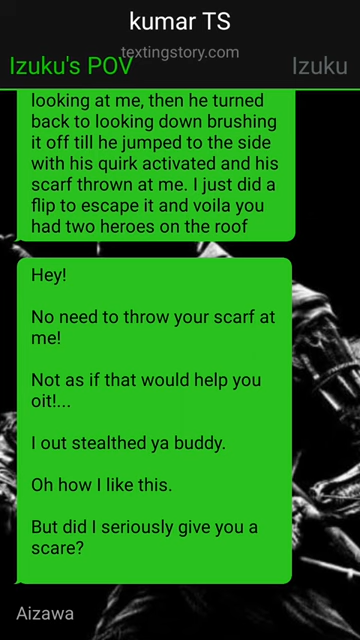 kumar TS
textingstory.com
Izuku's POV
Izuku
looking at me, then he turned
back to looking down brushing
it off till he jumped to the side
with his quirk activated and his
scarf thrown at me. I just did a
flip to escape it and voila you
had two heroes on the roof
Hey!
No need to throw your scarf at
me!
Not as if that would help you
oit!...
I out stealthed ya buddy.
Oh how I like this.
But did I seriously give you a
scare?
Aizawa